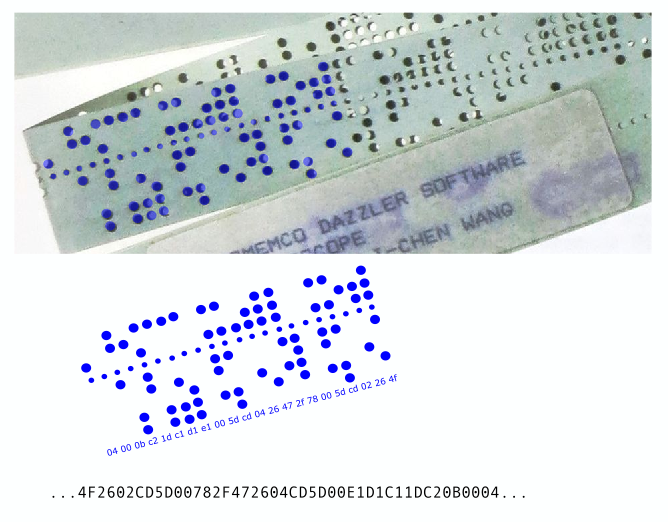 CROMEMCO DAZZLER SOFTWARE
SCOPE
LI-CHEN WANG
04 00 0b c2 1d c1 d1 e1 00 5d cd 04 26 47 2f 78 00 5d cd 02 26 4f
...4F2602CD5D00782F472604CD5D00E1D1C11DC20B0004...